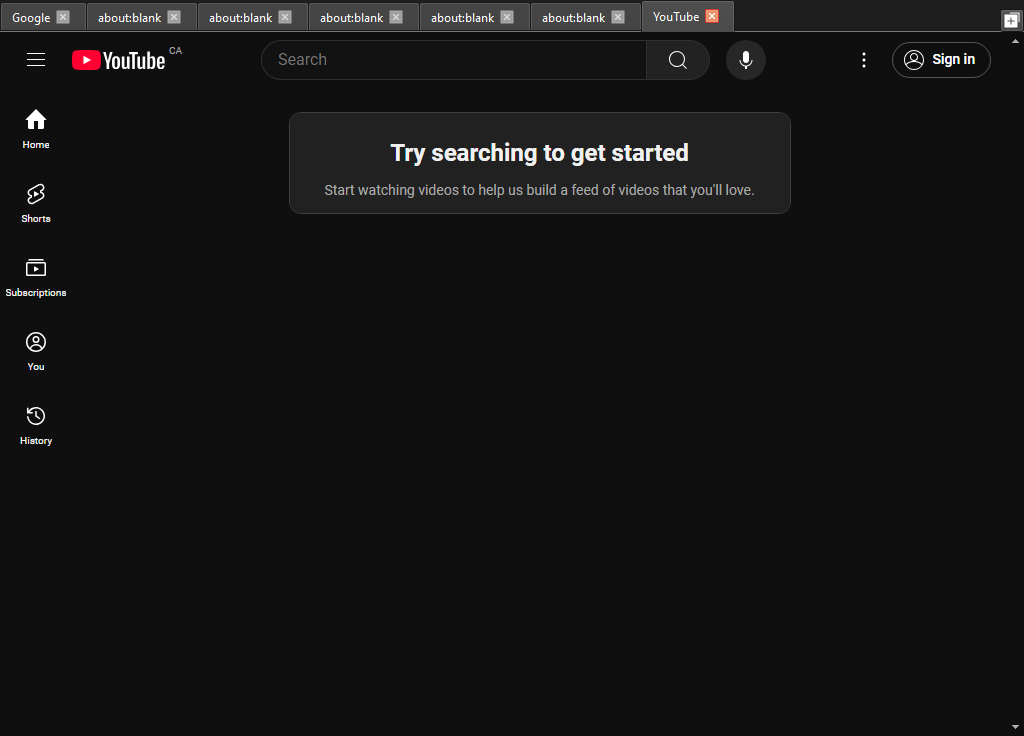 Google about:blank about:blank about:blank about:blank about:blank YouTube
YouTube CA Search Sign in
Home
Shorts
Subscriptions
You
History
Try searching to get started
Start watching videos to help us build a feed of videos that you'll love.